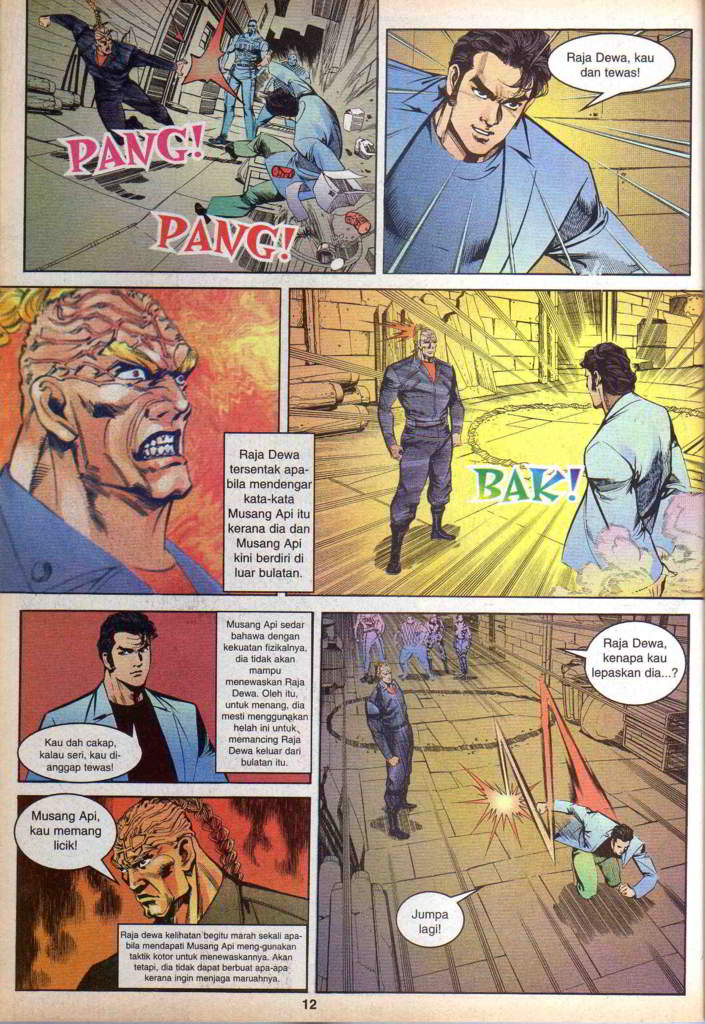 PANG!
PANG!
Raja Dewa, kau
dan tewas!
Raja Dewa
tersentak apa-
bila mendengar
kata-kata
Musang Api itu
kerana dia dan
Musang Api
kini berdiri di
luar bulatan.
BAK!
Kau dah cakap,
kalau seri, kau di-
anggap tewas!
Musang Api sedar
bahawa dengan
kekuatan fizikalnya,
dia tidak akan
mampu
menewaskan Raja
Dewa. Oleh itu,
untuk menang, dia
mesti menggunakan
helah ini untuk
memancing Raja
Dewa keluar dari
bulatan itu.
Musang Api,
kau memang
licik!
Raja dewa kelihatan begitu marah sekali apa-
bila mendapati Musang Api meng-gunakan
taktik kotor untuk menewaskannya. Akan
tetapi, dia tidak dapat berbuat apa-apa
kerana ingin menjaga maruahnya.
Raja Dewa,
kenapa kau
lepaskan dia...?
Jumpa
lagi!
12